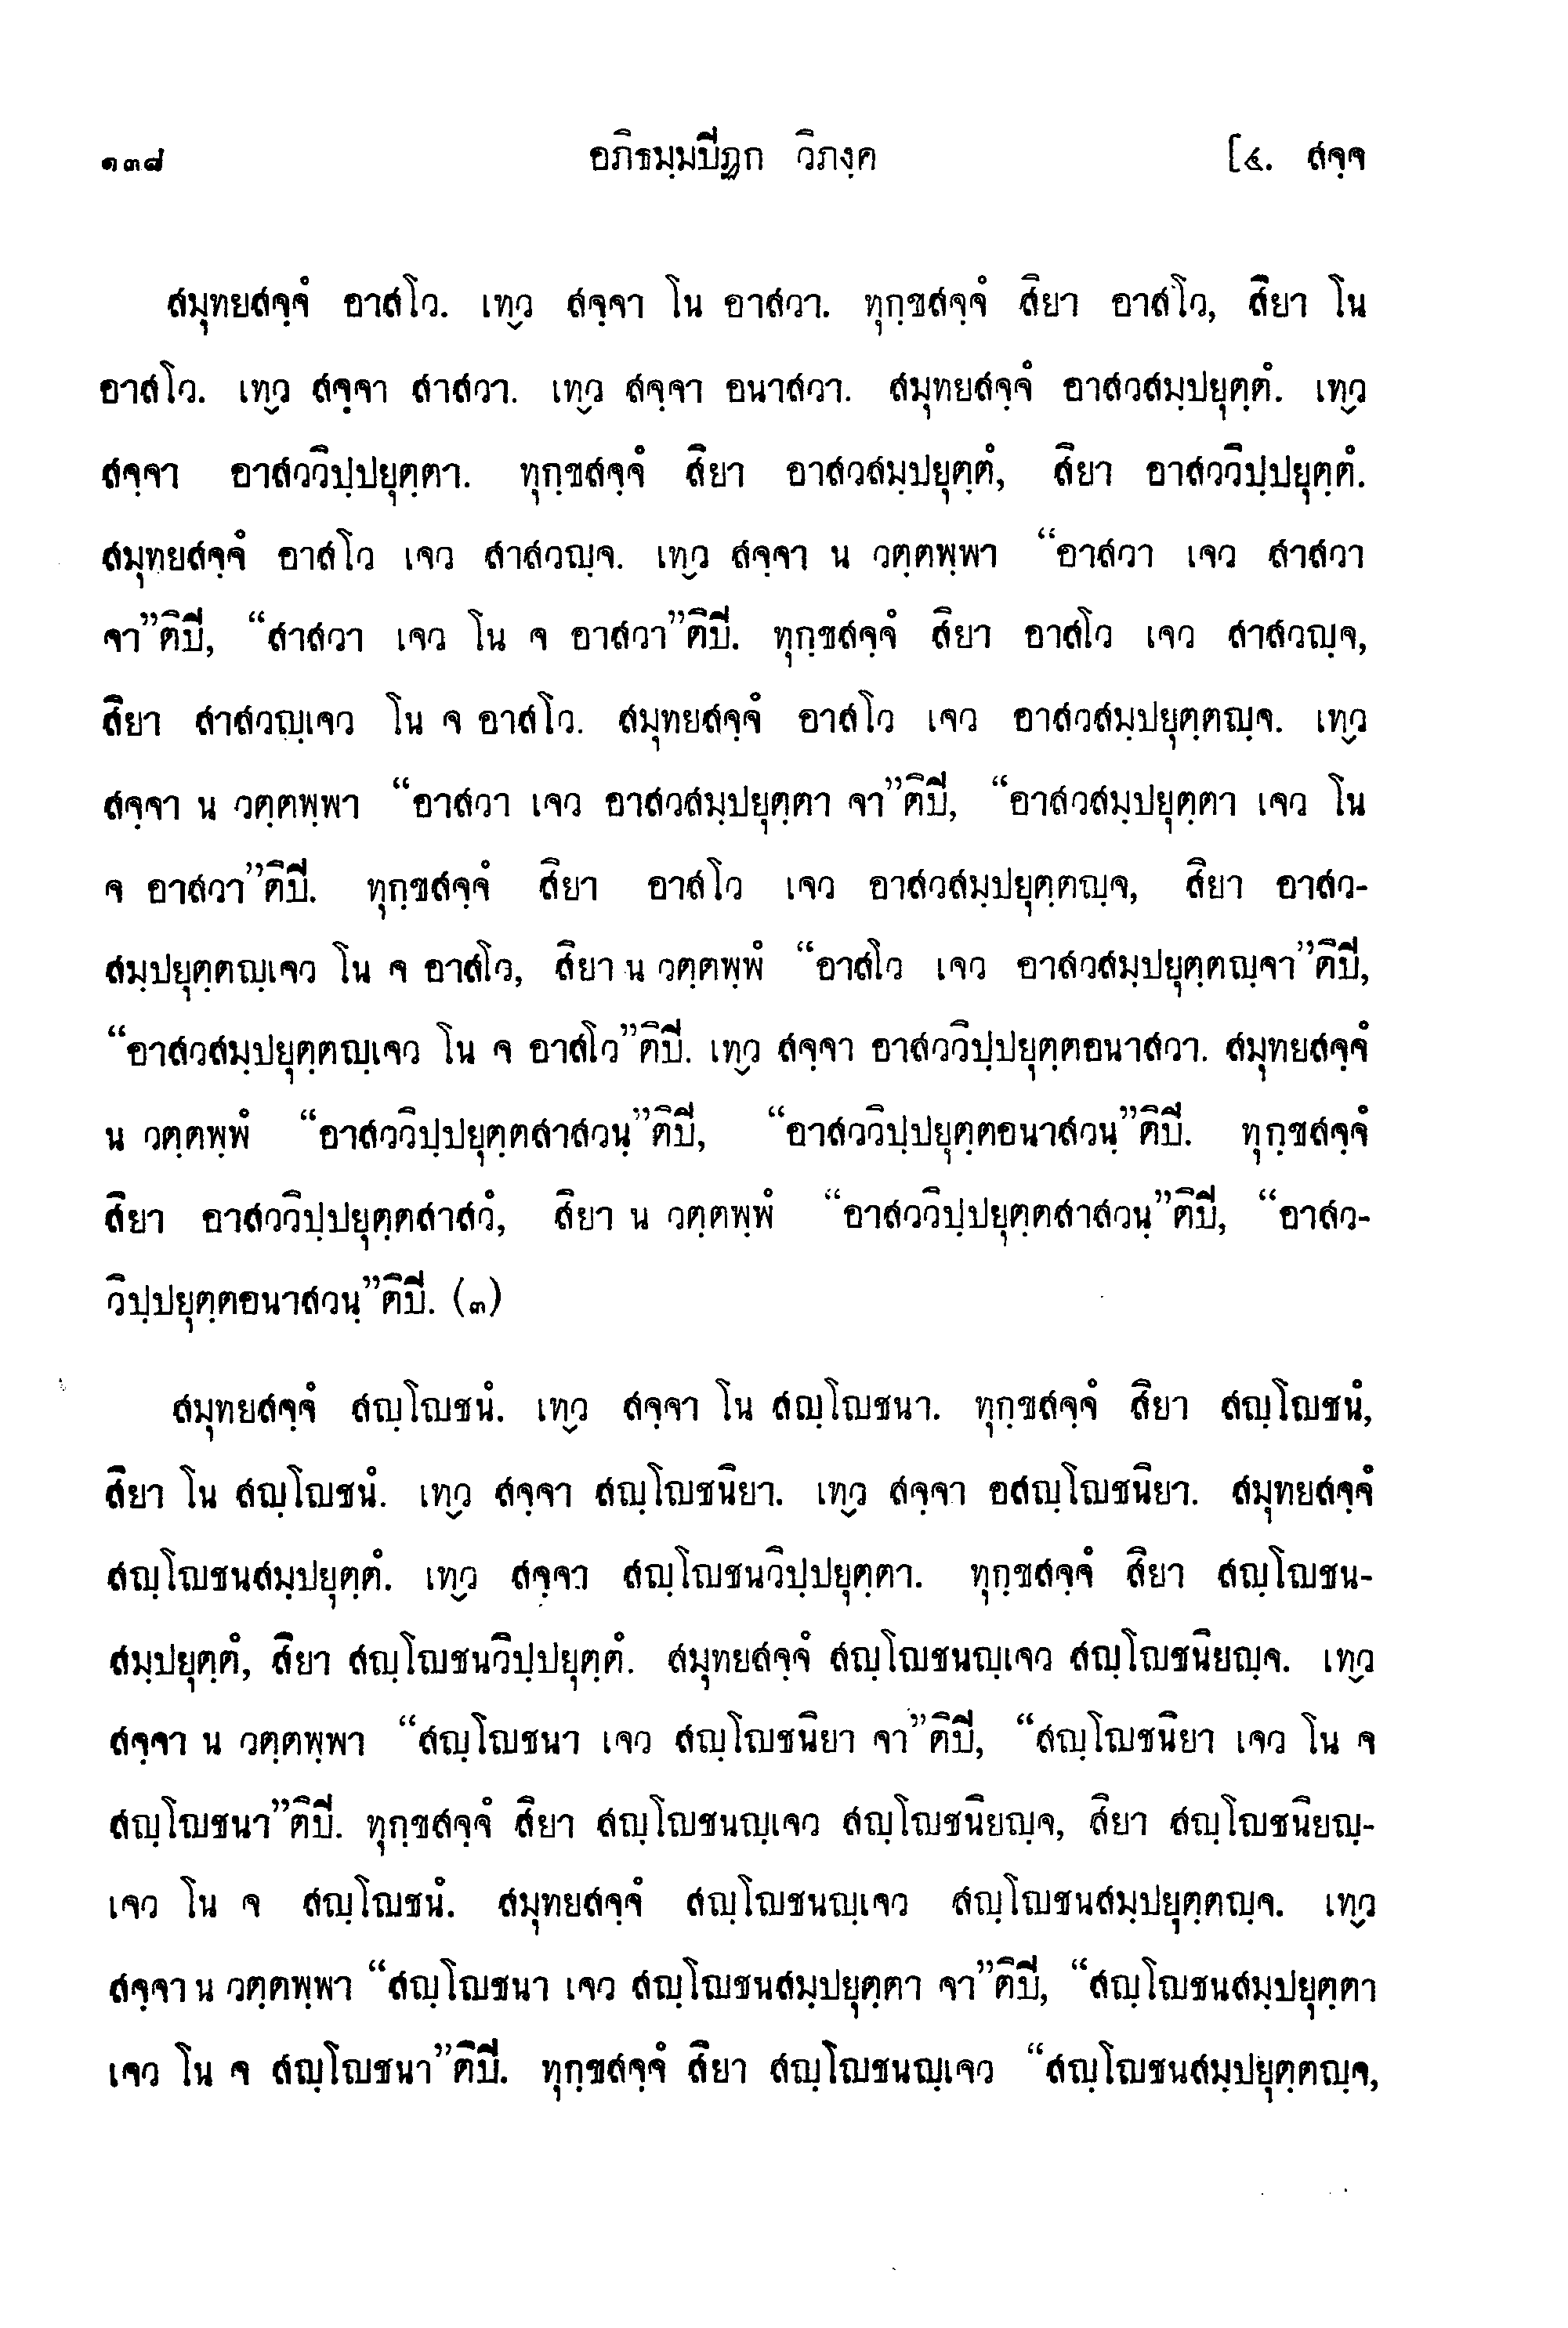 ๑๓๘ อภิธมฺมปีฏก วิภงฺค [๔. สจฺจ
สมุทยสจฺจํ อาสโว. เทฺว สจฺจา โน อาสวา. ทุกฺขสจฺจํ สิยา อาสโว, สิยา โน
อาสโว. เทฺว สจฺจา สาสวา. เทฺว สจฺจา อนาสวา. สมุทยสจฺจํ อาสวสมฺปยุตฺตํ. เทฺว
สจฺจา อาสววิปฺปยุตฺตา. ทุกฺขสจฺจํ สิยา อาสวสมฺปยุตฺตํ, สิยา อาสววิปฺปยุตฺตํ.
สมุทยสจฺจํ อาสโว เจว สาสวญฺจ. เทฺว สจฺจา น วตฺตพฺพา “อาสวา เจว สาสวา
จา”ติปี, “สาสวา เจว โน จ อาสวา”ติปี. ทุกฺขสจฺจํ สิยา อาสโว เจว สาสวญฺจ,
สิยา สาสวญฺเจว โน จ อาสโว. สมุทยสจฺจํ อาสโว เจว อาสวสมฺปยุตฺตญฺจ. เทฺว
สจฺจา น วตฺตพฺพา “อาสวา เจว อาสวสมฺปยุตฺตา จา”ติปี, “อาสวสมฺปยุตฺตา เจว โน
จ อาสวา”ติปี. ทุกฺขสจฺจํ สิยา อาสโว เจว อาสวสมฺปยุตฺตญฺจ, สิยา อาสว-
สมฺปยุตฺตญฺเจว โน จ อาสโว, สิยา น วตฺตพฺพํ “อาสโว เจว อาสวสมฺปยุตฺตญฺจา”ติปี,
“อาสวสมฺปยุตฺตญฺเจว โน จ อาสโว”ติปี. เทฺว สจฺจา อาสววิปฺปยุตฺตอนาสวา. สมุทยสจฺจํ
น วตฺตพฺพํ “อาสววิปฺปยุตฺตสาสวนฺ”ติปี, “อาสววิปฺปยุตฺตอนาสวนฺ”ติปี. ทุกฺขสจฺจํ
สิยา อาสววิปฺปยุตฺตสาสวํ, สิยา น วตฺตพฺพํ “อาสววิปฺปยุตฺตสาสวนฺ”ติปี, “อาสว-
วิปฺปยุตฺตอนาสวนฺ”ติปี. (๓)
สมุทยสจฺจํ สญฺโญชนํ. เทฺว สจฺจา โน สญฺโญชนา. ทุกฺขสจฺจํ สิยา สญฺโญชนํ,
สิยา โน สญฺโญชนํ. เทฺว สจฺจา สญฺโญชนิยา. เทฺว สจฺจา อสญฺโญชนิยา. สมุทยสจฺจํ
สญฺโญชนสมฺปยุตฺตํ. เทฺว สจฺจา สญฺโญชนวิปฺปยุตฺตา. ทุกฺขสจฺจํ สิยา สญฺโญชน-
สมฺปยุตฺตํ, สิยา สญฺโญชนวิปฺปยุตฺตํ. สมุทยสจฺจํ สญฺโญชนญฺเจว สญฺโญชนิยญฺจ. เทฺว
สจฺจา น วตฺตพฺพา “สญฺโญชนา เจว สญฺโญชนิยา จา”ติปี, “สญฺโญชนิยา เจว โน จ
สญฺโญชนา”ติปี. ทุกฺขสจฺจํ สิยา สญฺโญชนญฺเจว สญฺโญชนิยญฺจ, สิยา สญฺโญชนิยญฺ-
เจว โน จ สญฺโญชนํ. สมุทยสจฺจํ สญฺโญชนญฺเจว สญฺโญชนสมฺปยุตฺตญฺจ. เทฺว
สจฺจา น วตฺตพฺพา “สญฺโญชนา เจว สญฺโญชนสมฺปยุตฺตา จา”ติปี, “สญฺโญชนสมฺปยุตฺตา
เจว โน จ สญฺโญชนา”ติปี. ทุกฺขสจฺจํ สิยา สญฺโญชนญฺเจว “สญฺโญชนสมฺปยุตฺตญฺจ,